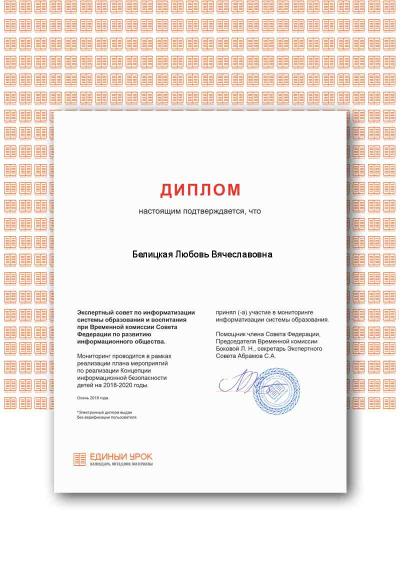 ДИПЛОМ
настоящим подтверждается, что
Белицкая Любовь Вячеславовна
Экспертный совет по информатизации
системы образования и воспитания
при Временной комиссии Совета
Федерации по развитию
информационного общества.
Мониторинг проводится в рамках
реализации плана мероприятий
по реализации Концепции
информационной безопасности
детей на 2018-2020 годы.
Осень 2018 года
*Электронный диплом выдан
без верификации пользователя
принял (-а) участие в мониторинге
информатизации системы образования.
Помощник члена Совета Федерации,
Председателя Временной комиссии
Боковой Л. Н., секретарь Экспертного
Совета Абрамов С.А.
ЕДИНЫЙ УРОК
КАЛЕНДАРЬ, МЕТОДИКИ, МАТЕРИАЛЫ